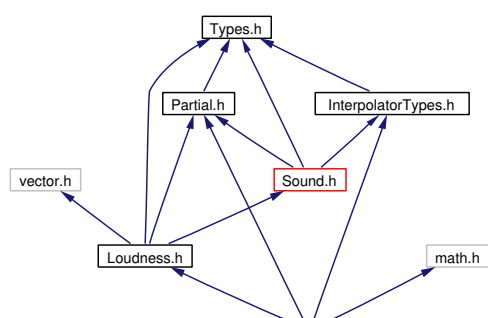 Types.h
Partial.h
InterpolatorTypes.h
vector.h
Sound.h
Loudness.h
math.h